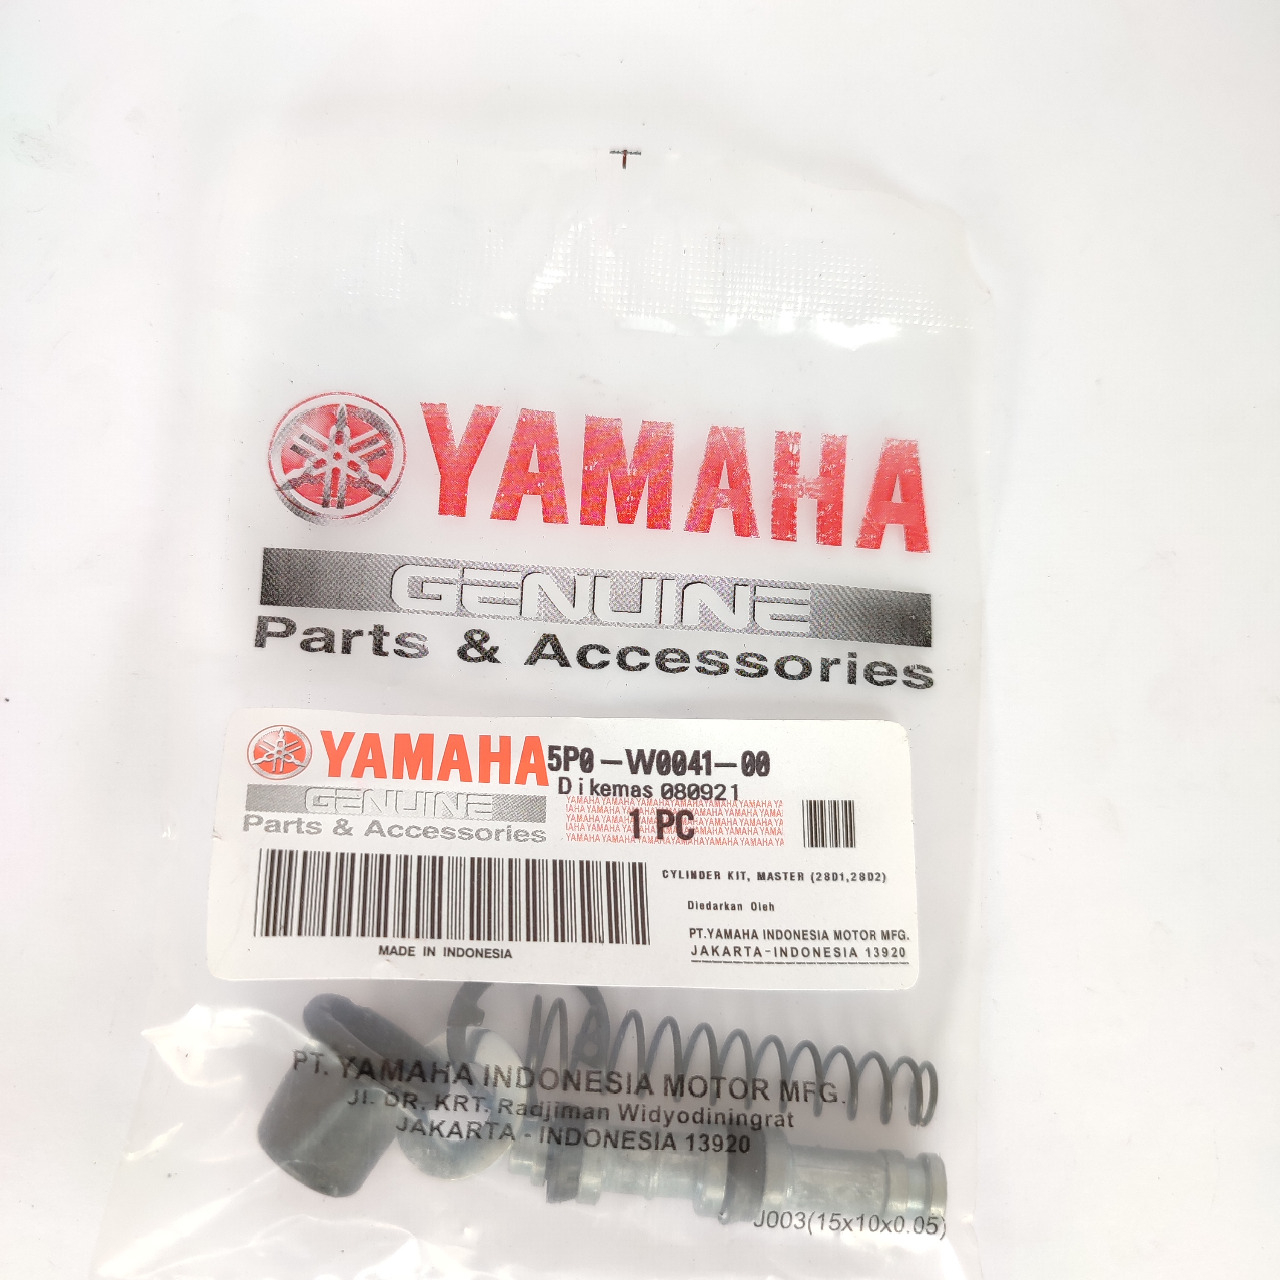 YAMAHA
GENUINE
Parts & Accessories
YAMAHA 5P0-W0041-00
GENUINE
Dikemas 080921
Parts & Accessories
1 PC
CYLINDER KIT, MASTER (28D1,28D2)
Diedarkan Oleh
PT.YAMAHA INDONESIA MOTOR MFG.
JAKARTA-INDONESIA 13920
MADE IN INDONESIA
PT. YAMAHA INDONESIA MOTOR MFG.
Jl. DR. KRT. Radjiman Widyodiningrat
JAKARTA - INDONESIA 13920
J003(15x10x0.05)